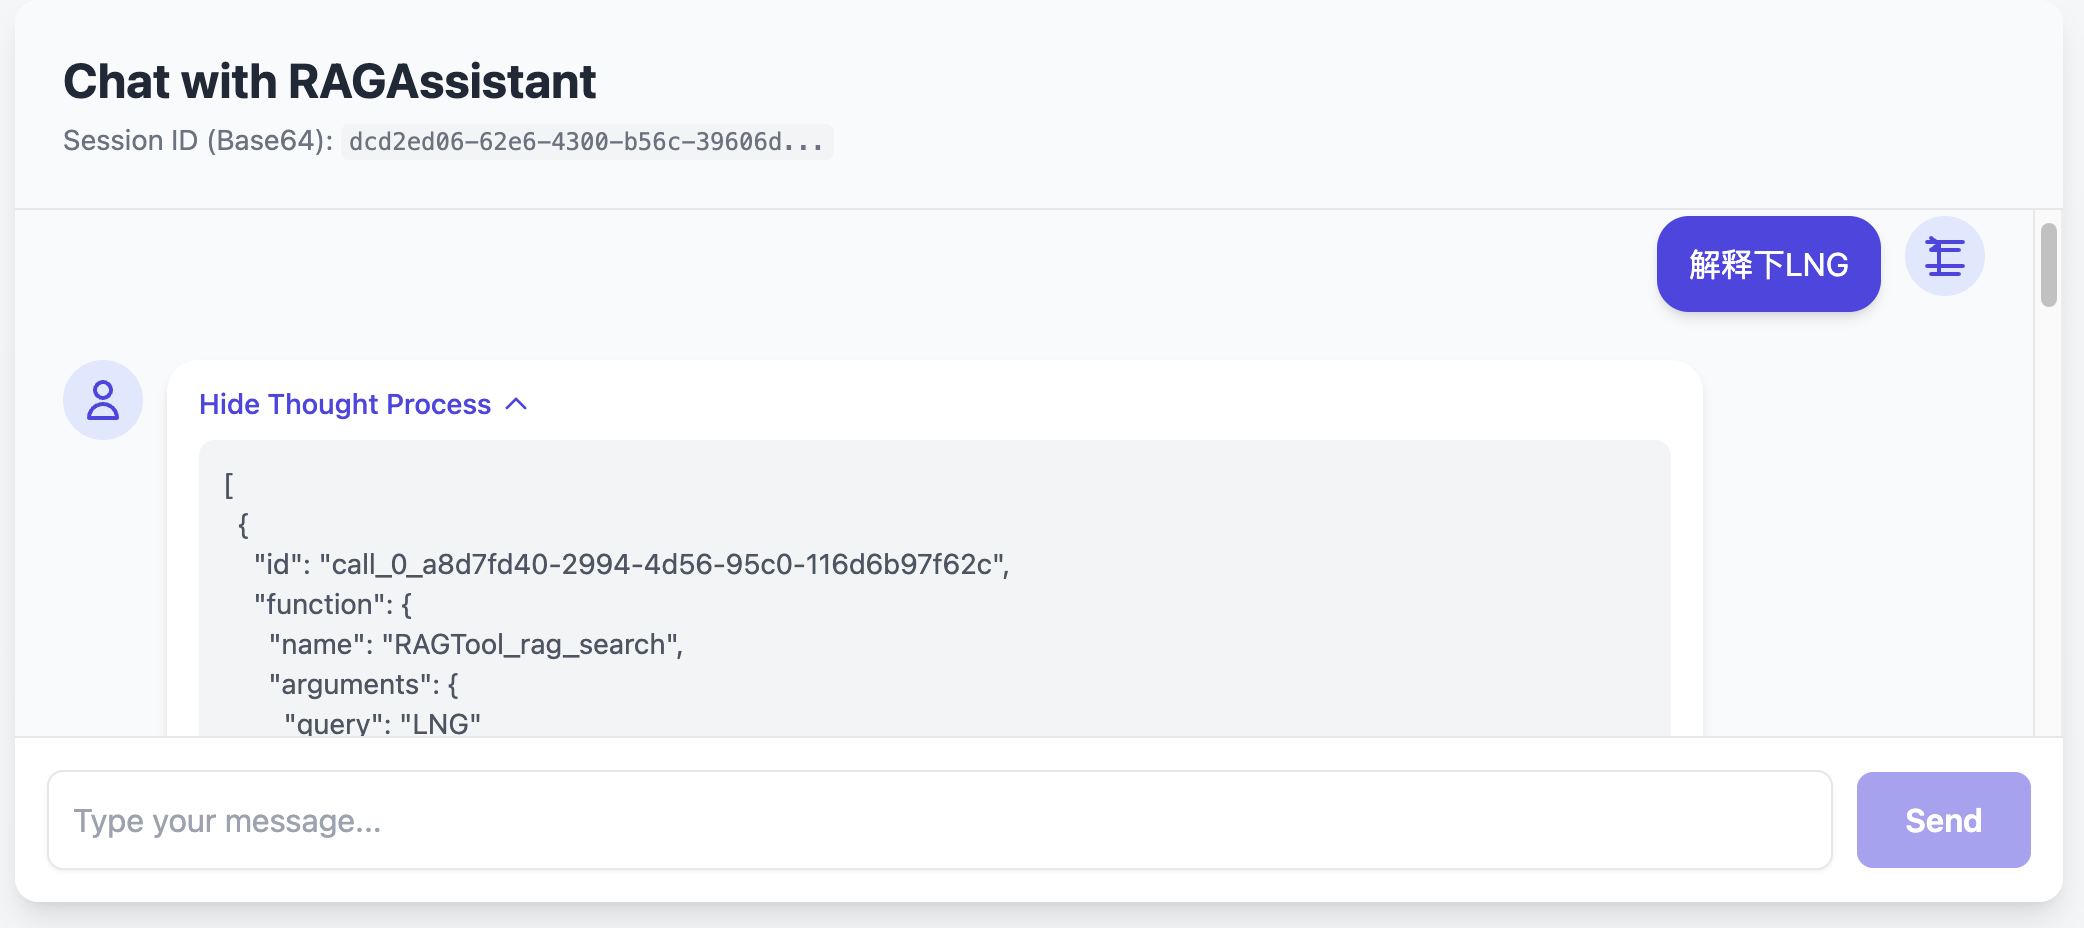 Chat with RAGAssistant
Session ID (Base64): dcd2ed06-62e6-4300-b56c-39606d...
解释下LNG
Hide Thought Process
[
{
"id": "call_0_a8d7fd40-2994-4d56-95c0-116d6b97f62c",
"function": {
"name": "RAGTool_rag_search",
"arguments": {
"query": "LNG"
Type your message...
Send